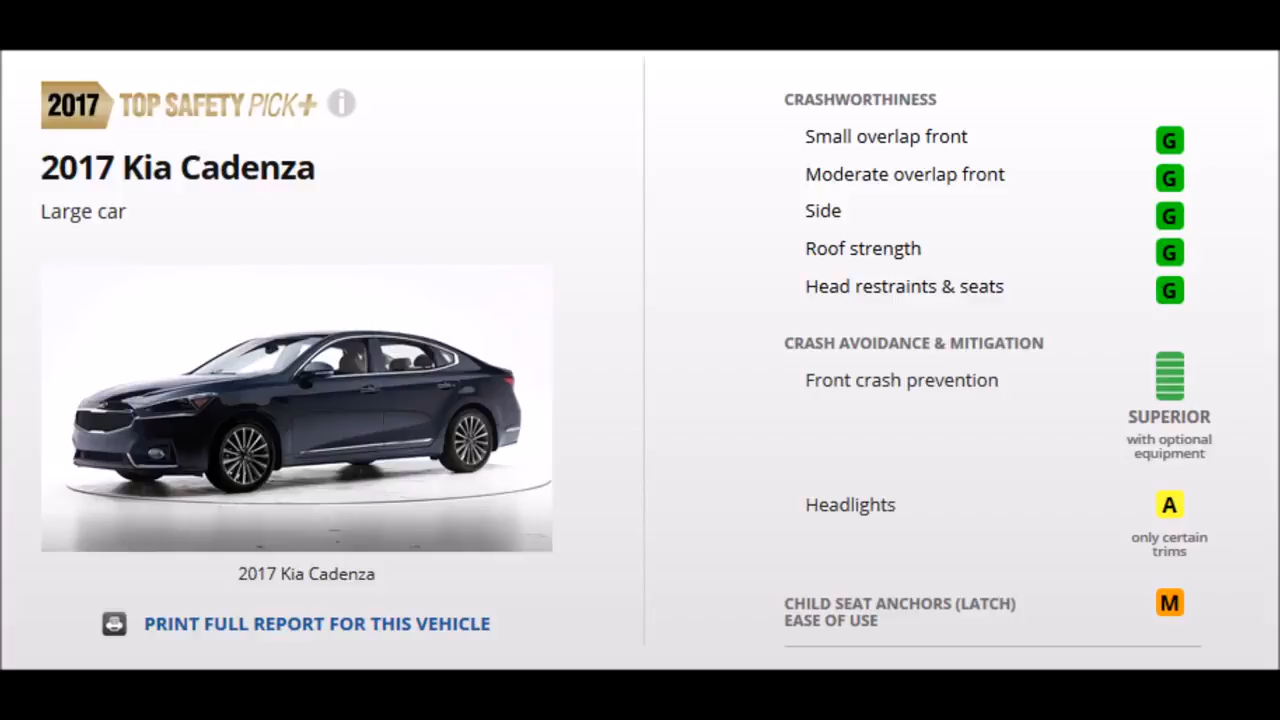 2017 TOP SAFETY PICK+ i
2017 Kia Cadenza
Large car
2017 Kia Cadenza
PRINT FULL REPORT FOR THIS VEHICLE
CRASHWORTHINESS
Small overlap front G
Moderate overlap front G
Side G
Roof strength G
Head restraints & seats G
CRASH AVOIDANCE & MITIGATION
Front crash prevention
SUPERIOR
with optional
equipment
Headlights A
only certain
trims
CHILD SEAT ANCHORS (LATCH) M
EASE OF USE